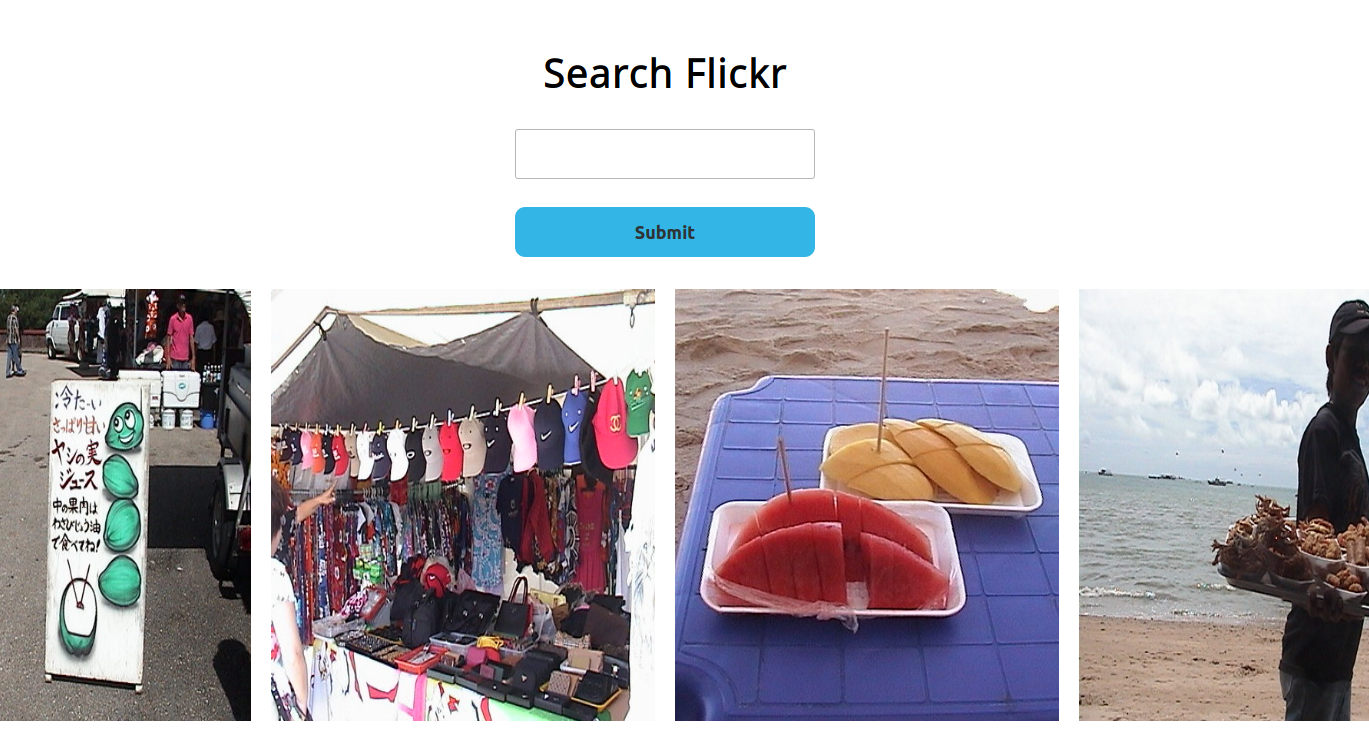 Search Flickr
Submit
冷た〜い
さっぱり甘い
ヤシの実
ジュース
中の果肉は
わさびじょう油
で食べてね!